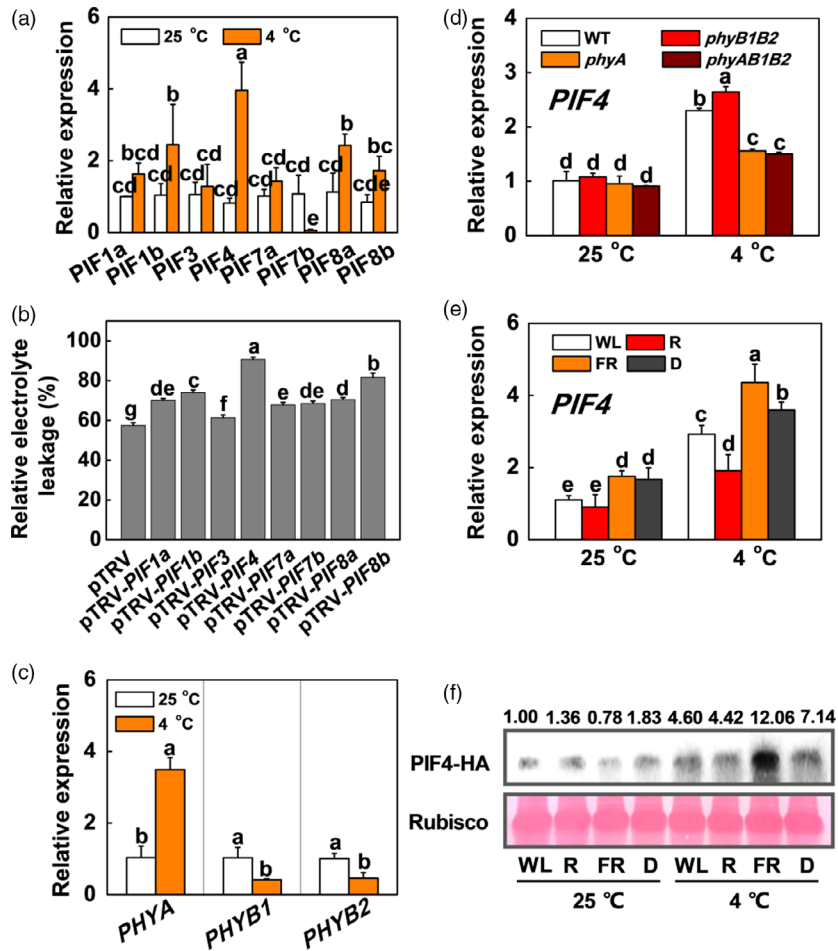 (a)
6
4
2
0
Relative expression
25 °C 4 °C
cd bcd cd b cd cd cd a cd cd cd e cd a cde bc
PIF1a PIF1b PIF3 PIF4 PIF7a PIF7b PIF8a PIF8b
(b)
100
80
60
40
20
0
Relative electrolyte
leakage (%)
g de c f a e de d b
pTRV pTRV-PIF1a pTRV-PIF1b pTRV-PIF3 pTRV-PIF4 pTRV-PIF7a pTRV-PIF7b pTRV-PIF8a pTRV-PIF8b
(c)
6
4
2
0
Relative expression
25 °C
4 °C
b a a b a b
PHYA PHYB1 PHYB2
(d)
4
3
2
1
0
Relative expression
WT phyB1B2
phyA phyAB1B2
PIF4
d d d d b a c c
25 °C 4 °C
(e)
6
4
2
0
Relative expression
WL R
FR D
PIF4
e e d d c d a b
25 °C 4 °C
(f)
1.00 1.36 0.78 1.83 4.60 4.42 12.06 7.14
PIF4-HA
Rubisco
WL R FR D WL R FR D
25 °C 4 °C